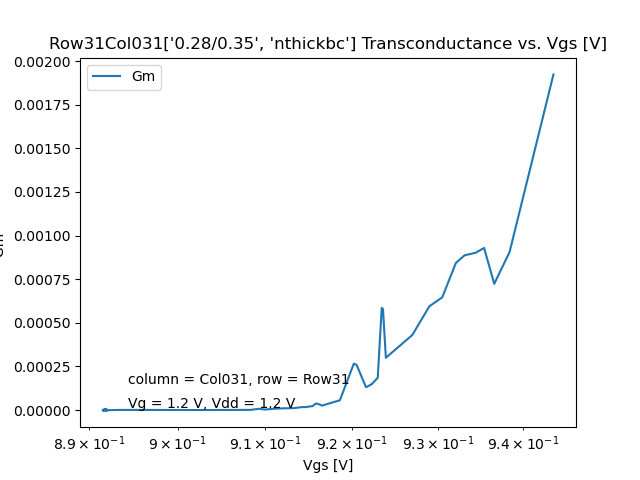 Row31Col031['0.28/0.35', 'nthickbc'] Transconductance vs. Vgs [V]
Gm
0.00200
0.00175
0.00150
0.00125
0.00100
0.00075
0.00050
0.00025
0.00000
Gm
column = Col031, row = Row31
Vg = 1.2 V, Vdd = 1.2 V
8.9 × 10⁻¹ 9 × 10⁻¹ 9.1 × 10⁻¹ 9.2 × 10⁻¹ 9.3 × 10⁻¹ 9.4 × 10⁻¹
Vgs [V]